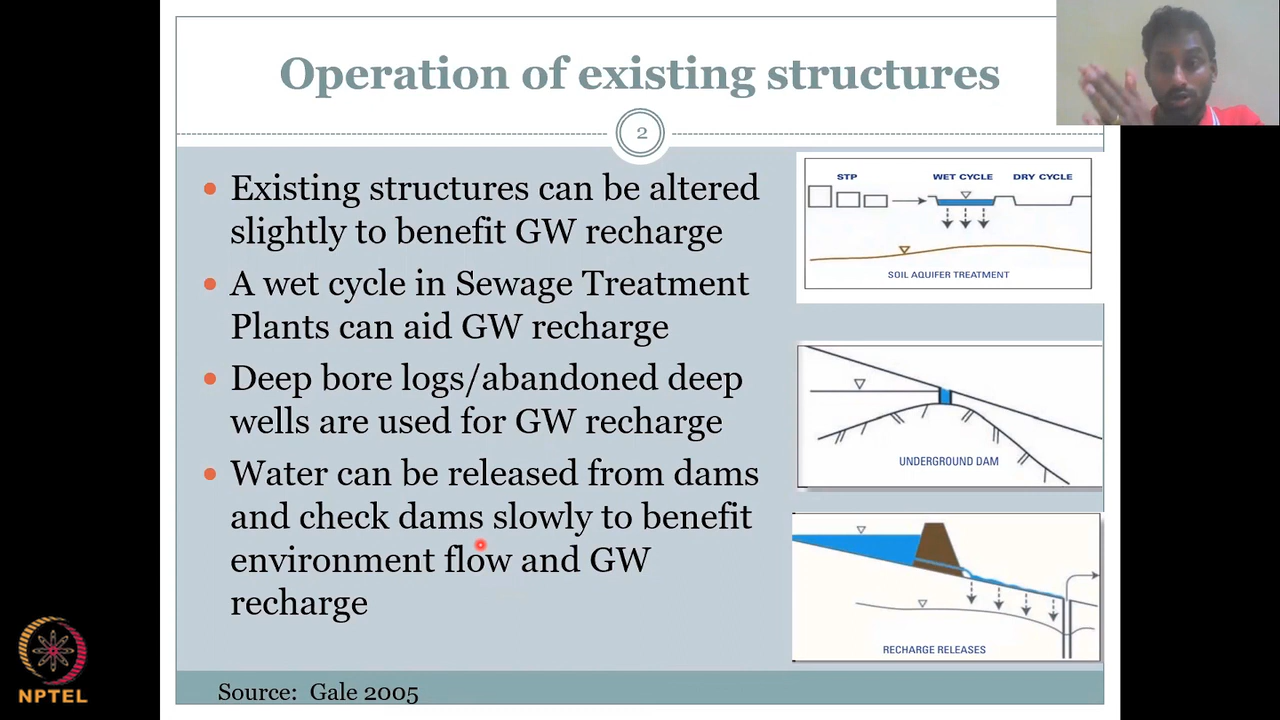 Operation of existing structures
2
• Existing structures can be altered
slightly to benefit GW recharge
• A wet cycle in Sewage Treatment
Plants can aid GW recharge
• Deep bore logs/abandoned deep
wells are used for GW recharge
• Water can be released from dams
and check dams slowly to benefit
environment flow and GW
recharge
STP WET CYCLE DRY CYCLE
SOIL AQUIFER TREATMENT
UNDERGROUND DAM
RECHARGE RELEASES
Source: Gale 2005
NPTEL